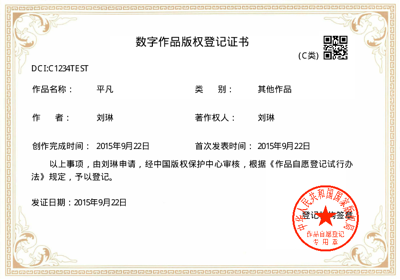 数字作品版权登记证书
(C类)
DCI:C1234TEST
作品名称: 平凡 类 别: 其他作品
作 者: 刘琳 著作权人: 刘琳
创作完成时间: 2015年9月22日 首次发表时间: 2015年9月22日
以上事项，由刘琳申请，经中国版权保护中心审核，根据《作品自愿登记试行办
法》规定，予以登记。
发证日期: 2015年9月22日
登记机构签章
中华人民共和国国家版权局
作品自愿登记
专用章